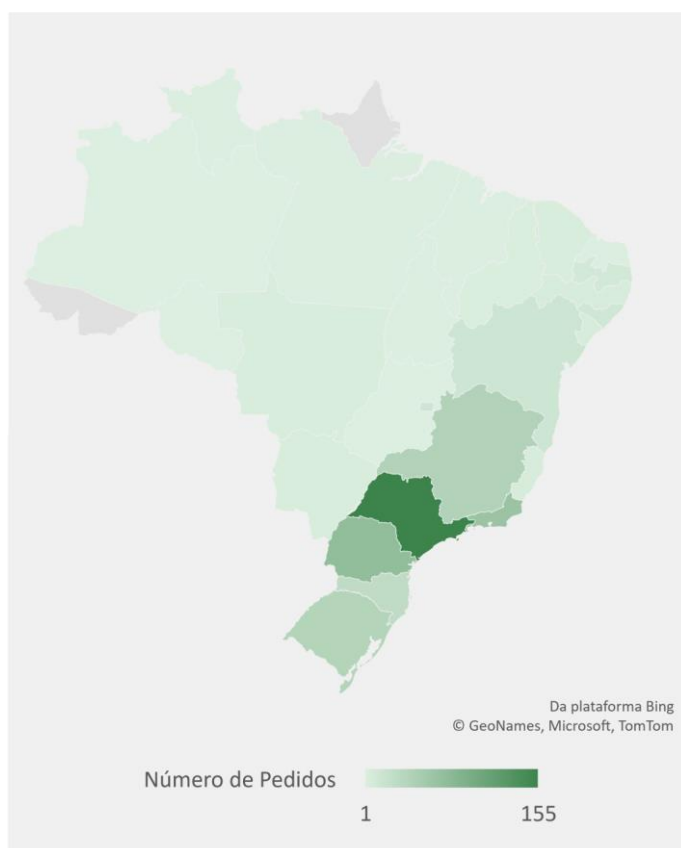 Da plataforma Bing
© GeoNames, Microsoft, TomTom
Número de Pedidos
1
155